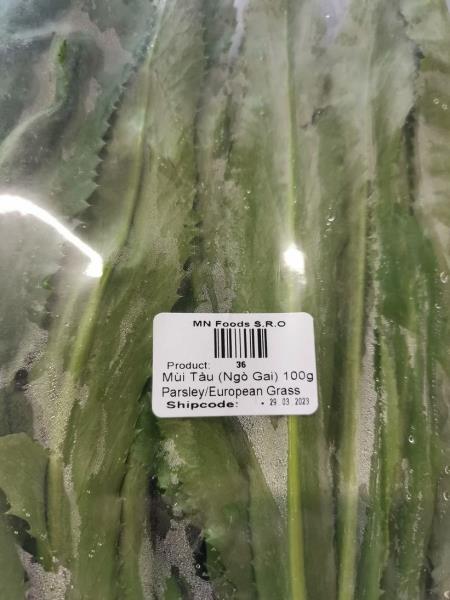 MN Foods S.R.O
Product: 36
Mùi Tàu (Ngò Gai) 100g
Parsley/European Grass
Shipcode: • 29 03 2023